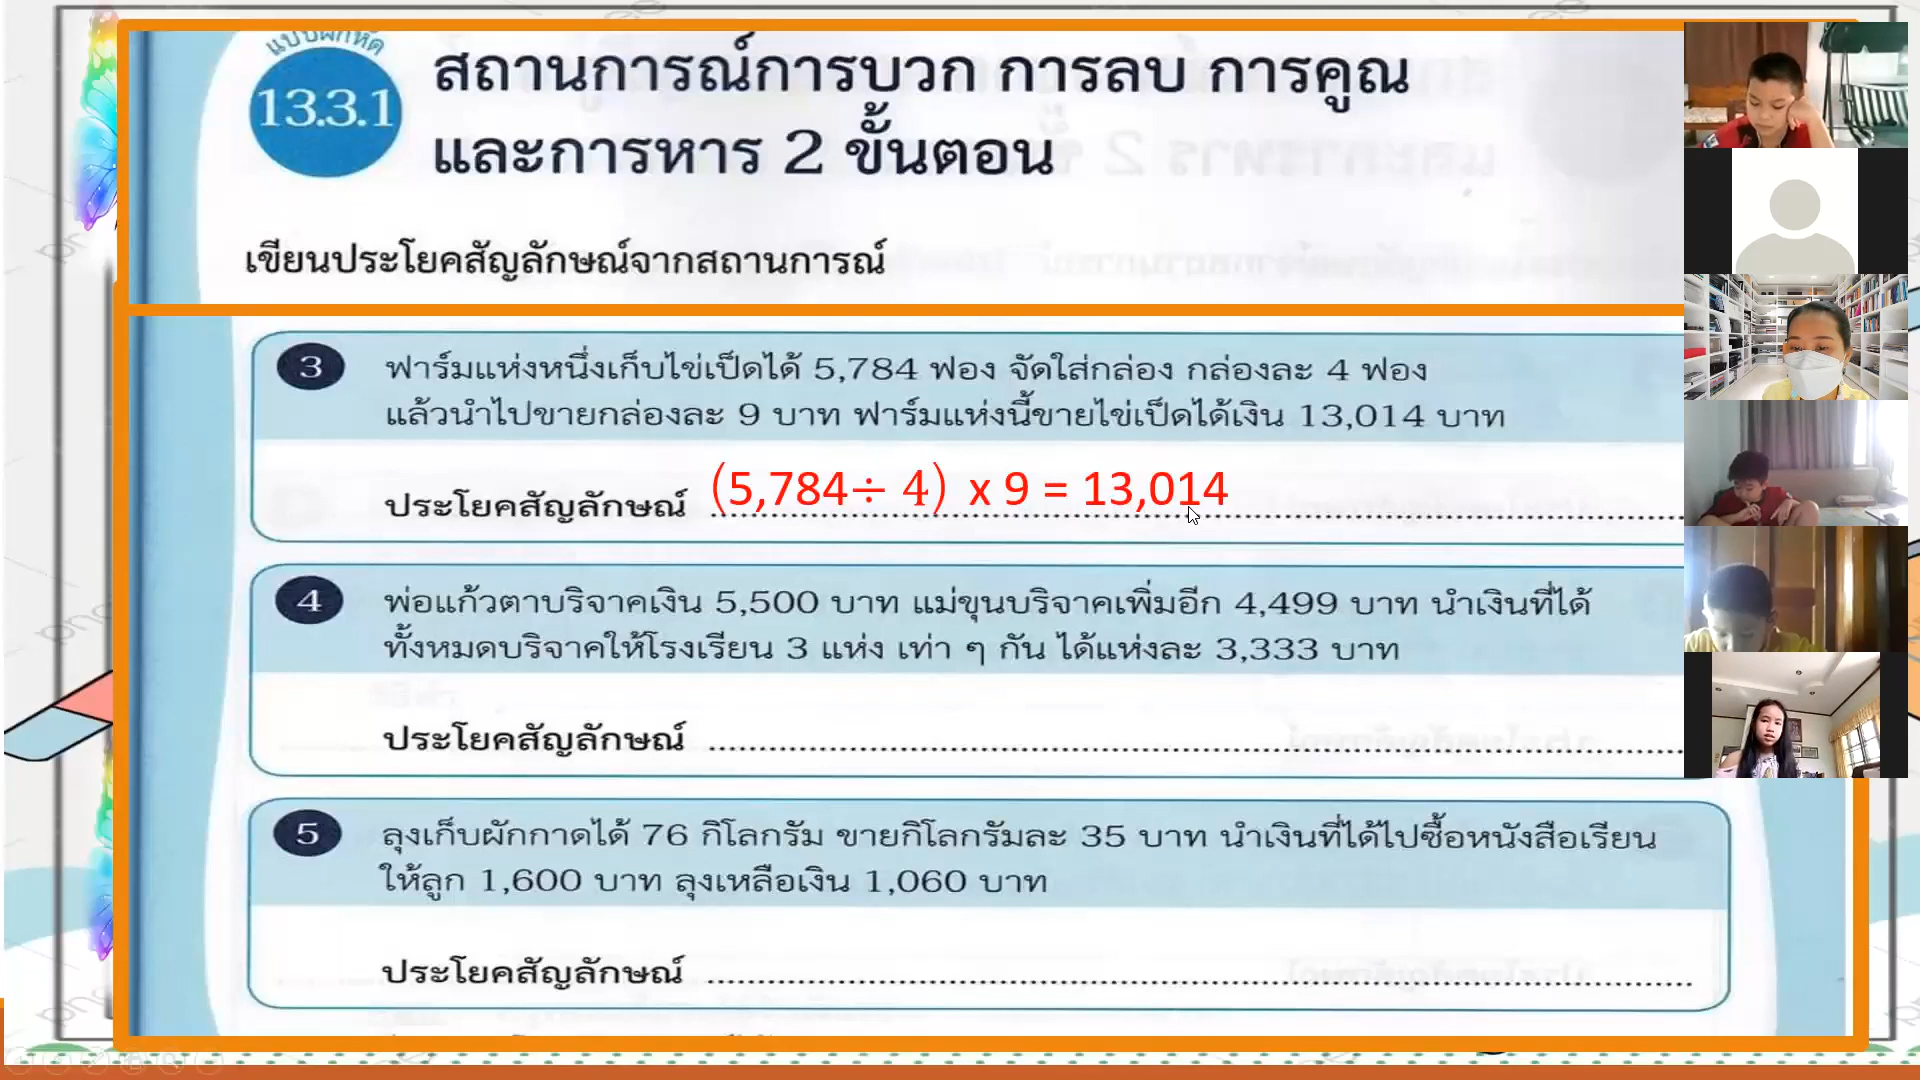 แบบฝึกหัด
13.3.1
สถานการณ์การบวก การลบ การคูณ
และการหาร 2 ขั้นตอน
เขียนประโยคสัญลักษณ์จากสถานการณ์
3
ฟาร์มแห่งหนึ่งเก็บไข่เป็ดได้ 5,784 ฟอง จัดใส่กล่อง กล่องละ 4 ฟอง
แล้วนำไปขายกล่องละ 9 บาท ฟาร์มแห่งนี้ขายไข่เป็ดได้เงิน 13,014 บาท
ประโยคสัญลักษณ์ (5,784÷ 4) x 9 = 13,014
4
พ่อแก้วตาบริจาคเงิน 5,500 บาท แม่ขุนบริจาคเพิ่มอีก 4,499 บาท นำเงินที่ได้
ทั้งหมดบริจาคให้โรงเรียน 3 แห่ง เท่า ๆ กัน ได้แห่งละ 3,333 บาท
ประโยคสัญลักษณ์
5
ลุงเก็บผักกาดได้ 76 กิโลกรัม ขายกิโลกรัมละ 35 บาท นำเงินที่ได้ไปซื้อหนังสือเรียน
ให้ลูก 1,600 บาท ลุงเหลือเงิน 1,060 บาท
ประโยคสัญลักษณ์